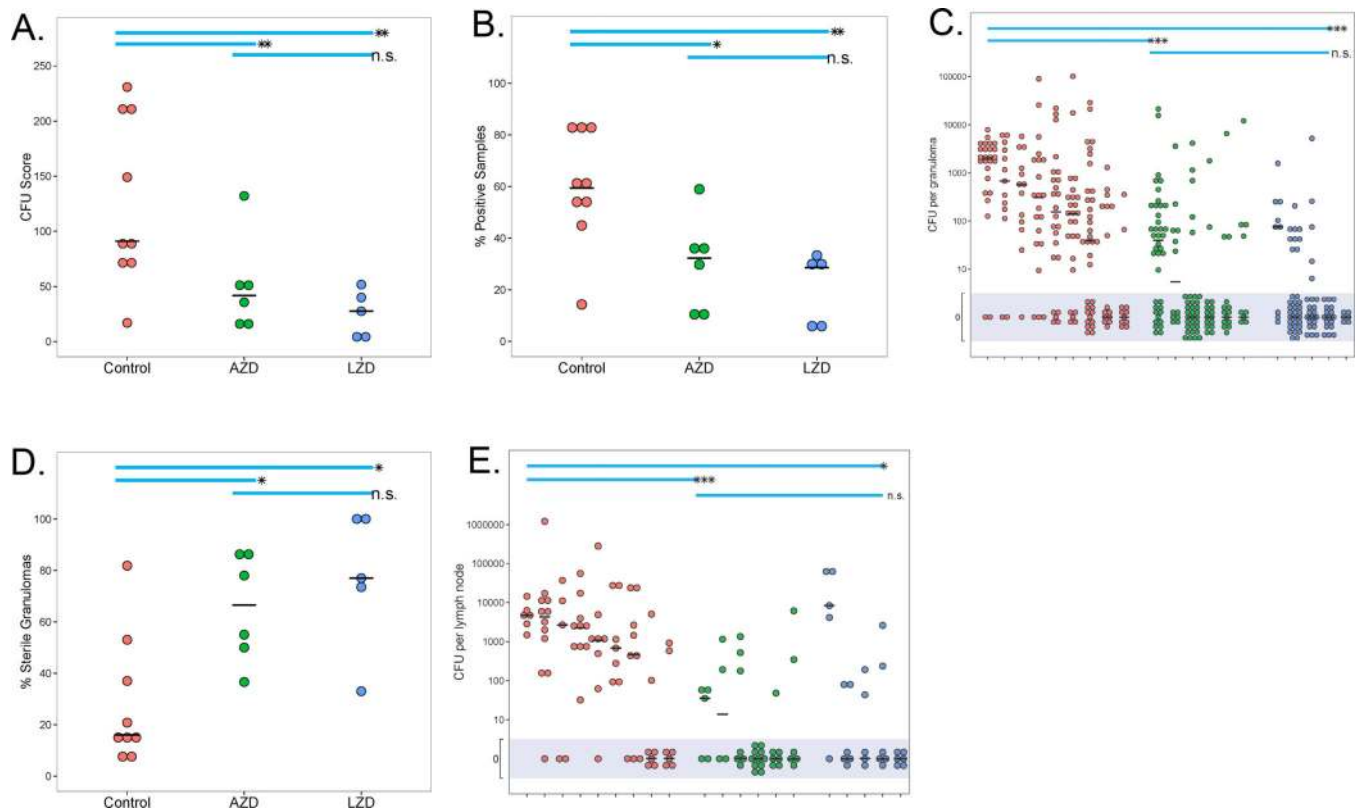 A.
**
**
n.s.
CFU Score
250
200
150
100
50
0
Control
AZD
LZD
B.
**
*
n.s.
% Positive Samples
100
80
60
40
20
0
Control
AZD
LZD
C.
***
***
n.s.
CFU per granuloma
100000
10000
1000
100
10
0
D.
*
*
n.s.
% Sterile Granulomas
100
80
60
40
20
0
Control
AZD
LZD
E.
*
***
n.s.
CFU per lymph node
1000000
100000
10000
1000
100
10
0